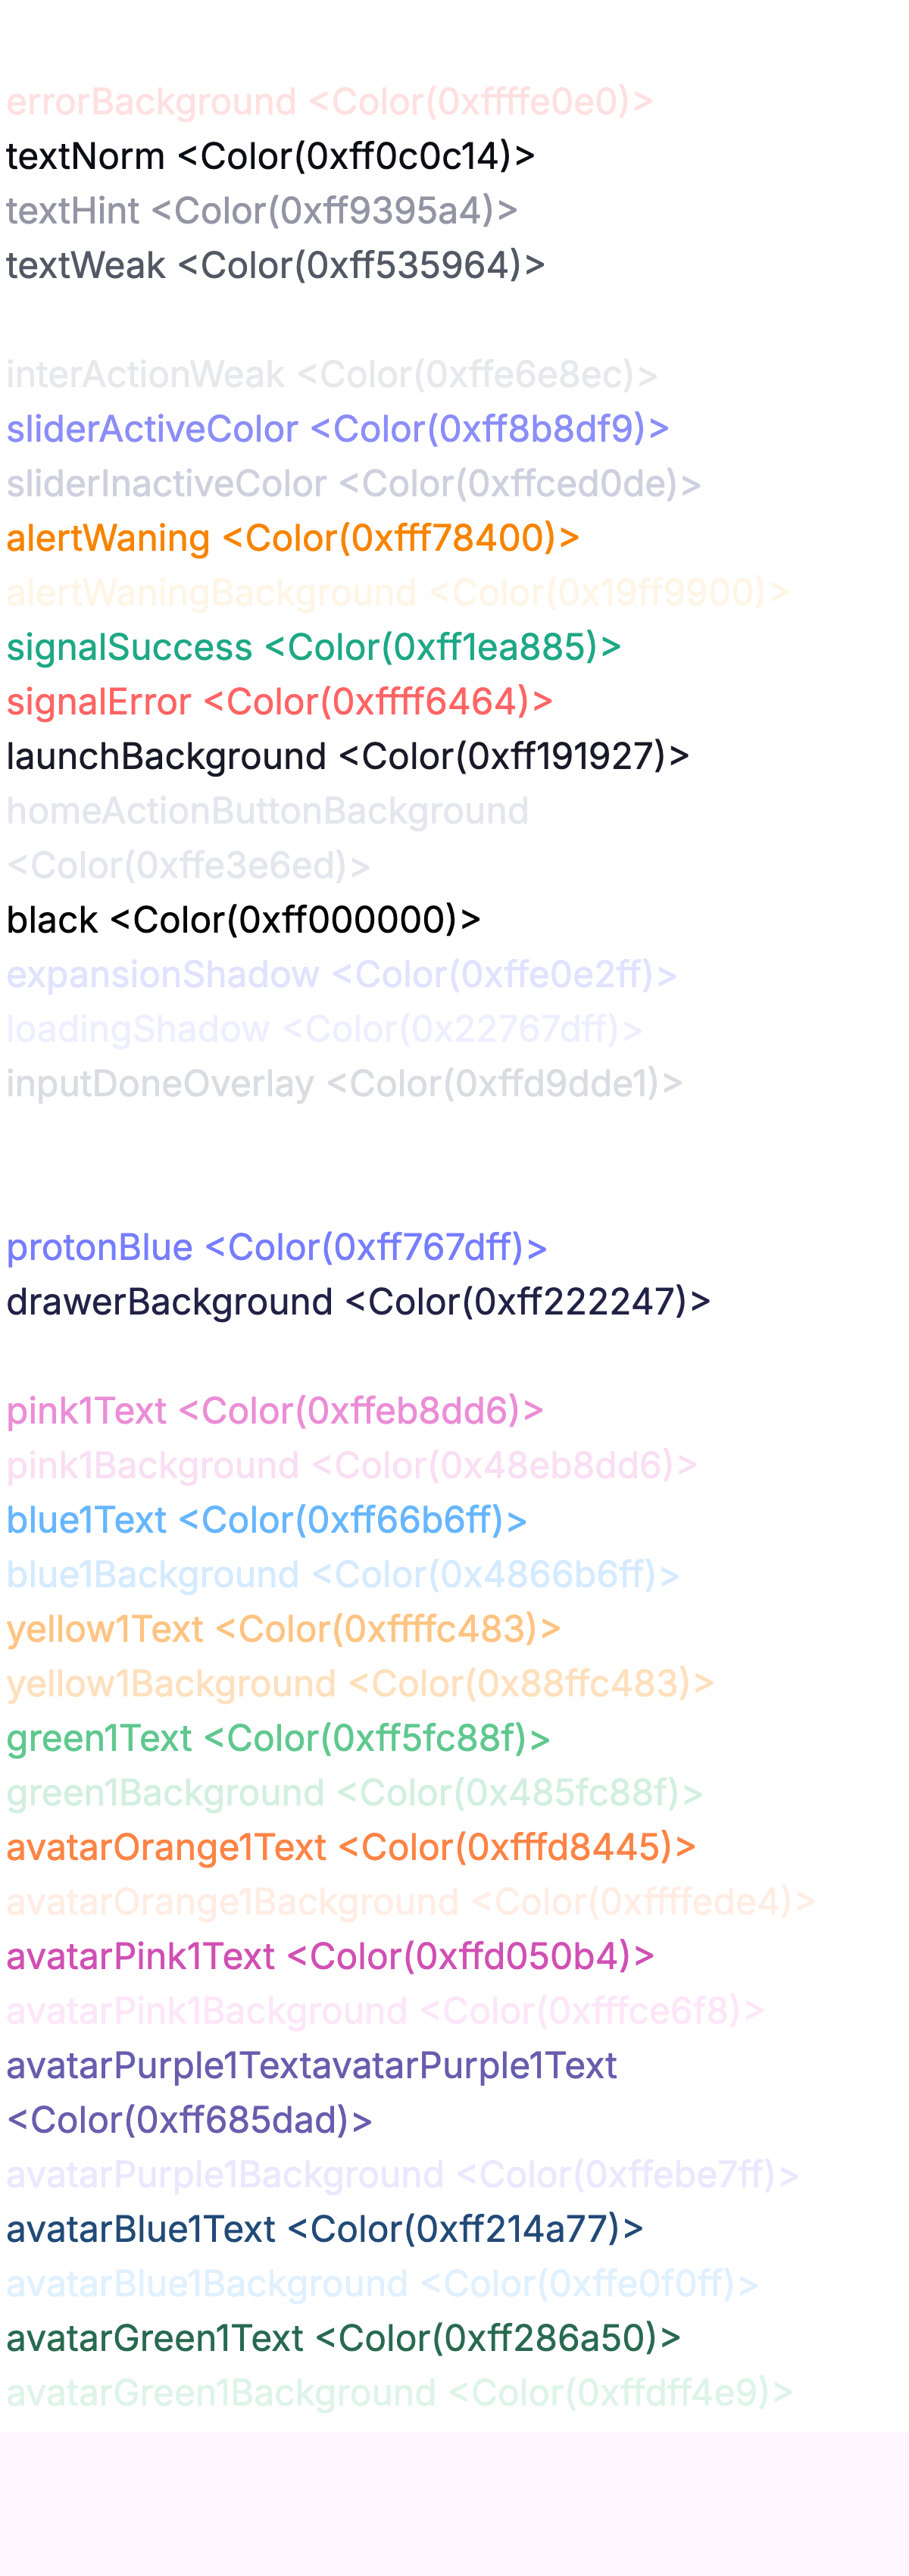 errorBackground <Color(0xffffe0e0)>
textNorm <Color(0xff0c0c14)>
textHint <Color(0xff9395a4)>
textWeak <Color(0xff535964)>
interActionWeak <Color(0xffe6e8ec)>
sliderActiveColor <Color(0xff8b8df9)>
sliderInactiveColor <Color(0xffced0de)>
alertWaning <Color(0xfff78400)>
alertWaningBackground <Color(0x19ff9900)>
signalSuccess <Color(0xff1ea885)>
signalError <Color(0xffff6464)>
launchBackground <Color(0xff191927)>
homeActionButtonBackground
<Color(0xffe3e6ed)>
black <Color(0xff000000)>
expansionShadow <Color(0xffe0e2ff)>
loadingShadow <Color(0x22767dff)>
inputDoneOverlay <Color(0xffd9dde1)>
protonBlue <Color(0xff767dff)>
drawerBackground <Color(0xff222247)>
pink1Text <Color(0xffeb8dd6)>
pink1Background <Color(0x48eb8dd6)>
blue1Text <Color(0xff66b6ff)>
blue1Background <Color(0x4866b6ff)>
yellow1Text <Color(0xffffc483)>
yellow1Background <Color(0x88ffc483)>
green1Text <Color(0xff5fc88f)>
green1Background <Color(0x485fc88f)>
avatarOrange1Text <Color(0xfffd8445)>
avatarOrange1Background <Color(0xffffede4)>
avatarPink1Text <Color(0xffd050b4)>
avatarPink1Background <Color(0xfffce6f8)>
avatarPurple1TextavatarPurple1Text
<Color(0xff685dad)>
avatarPurple1Background <Color(0xffebe7ff)>
avatarBlue1Text <Color(0xff214a77)>
avatarBlue1Background <Color(0xffe0f0ff)>
avatarGreen1Text <Color(0xff286a50)>
avatarGreen1Background <Color(0xffdff4e9)>